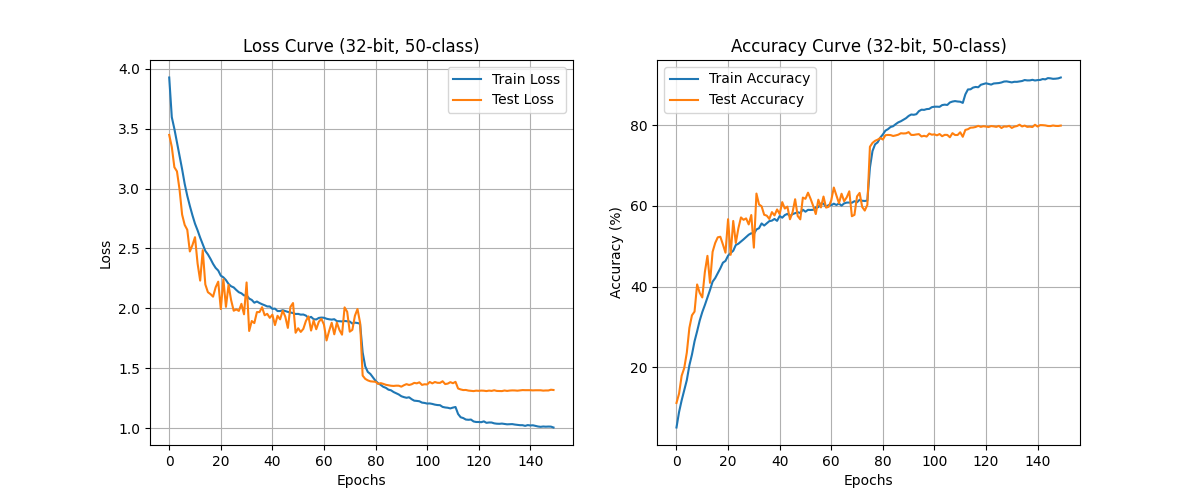 Loss Curve (32-bit, 50-class)
4.0
3.5
3.0
2.5
2.0
1.5
1.0
Loss
Train Loss
Test Loss
0 20 40 60 80 100 120 140
Epochs
Accuracy Curve (32-bit, 50-class)
80
60
40
20
Accuracy (%)
Train Accuracy
Test Accuracy
0 20 40 60 80 100 120 140
Epochs